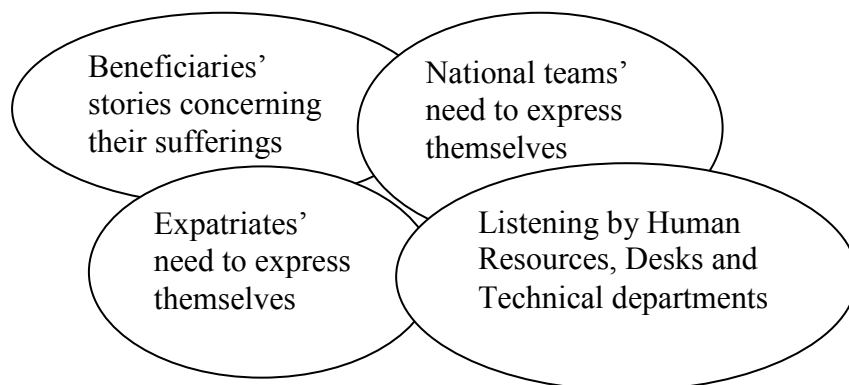 Beneficiaries’
stories concerning
their sufferings
National teams’
need to express
themselves
Expatriates’
need to express
themselves
Listening by Human
Resources, Desks and
Technical departments